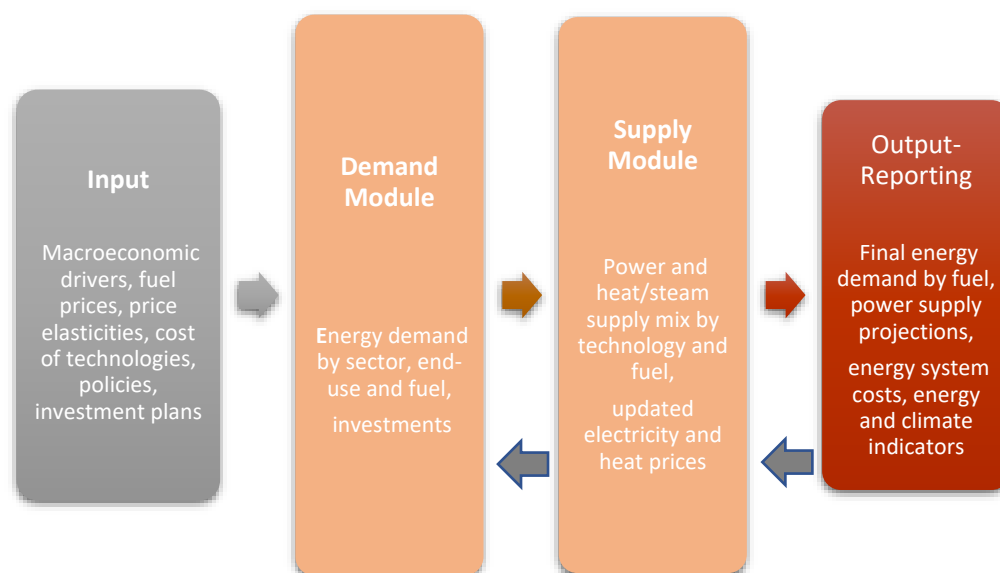 Input
Macroeconomic
drivers, fuel
prices, price
elasticities, cost
of technologies,
policies,
investment plans
Demand
Module
Energy demand
by sector, end-
use and fuel,
investments
Supply
Module
Power and
heat/steam
supply mix by
technology and
fuel,
updated
electricity and
heat prices
Output-
Reporting
Final energy
demand by fuel,
power supply
projections,
energy system
costs, energy
and climate
indicators